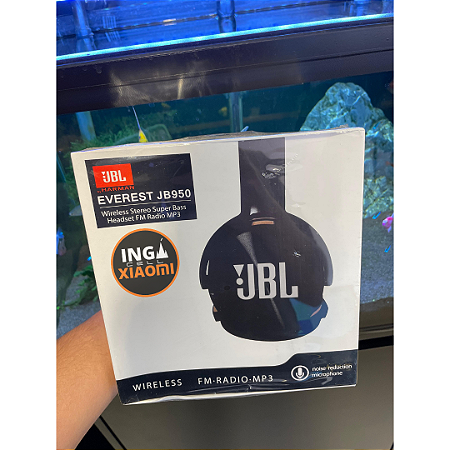 JBL
HARMAN
EVEREST JB950
Wireless Stereo Super Bass
Headset FM Radio MP3
ING
CELL
XIAOMI
JBL
WIRELESS FM-RADIO-MP3
noise reduction
microphone